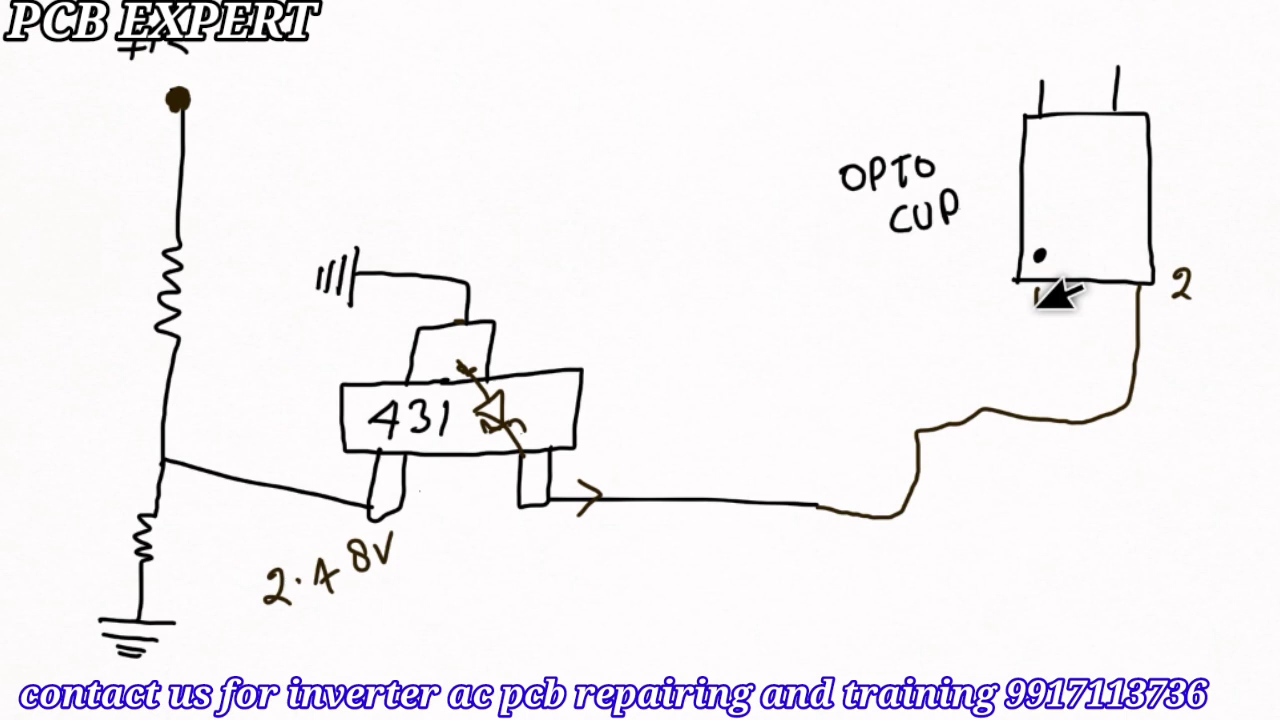 PCB EXPERT
OPTO
CUP
2
431
2.48V
contact us for inverter ac pcb repairing and training 9917113736